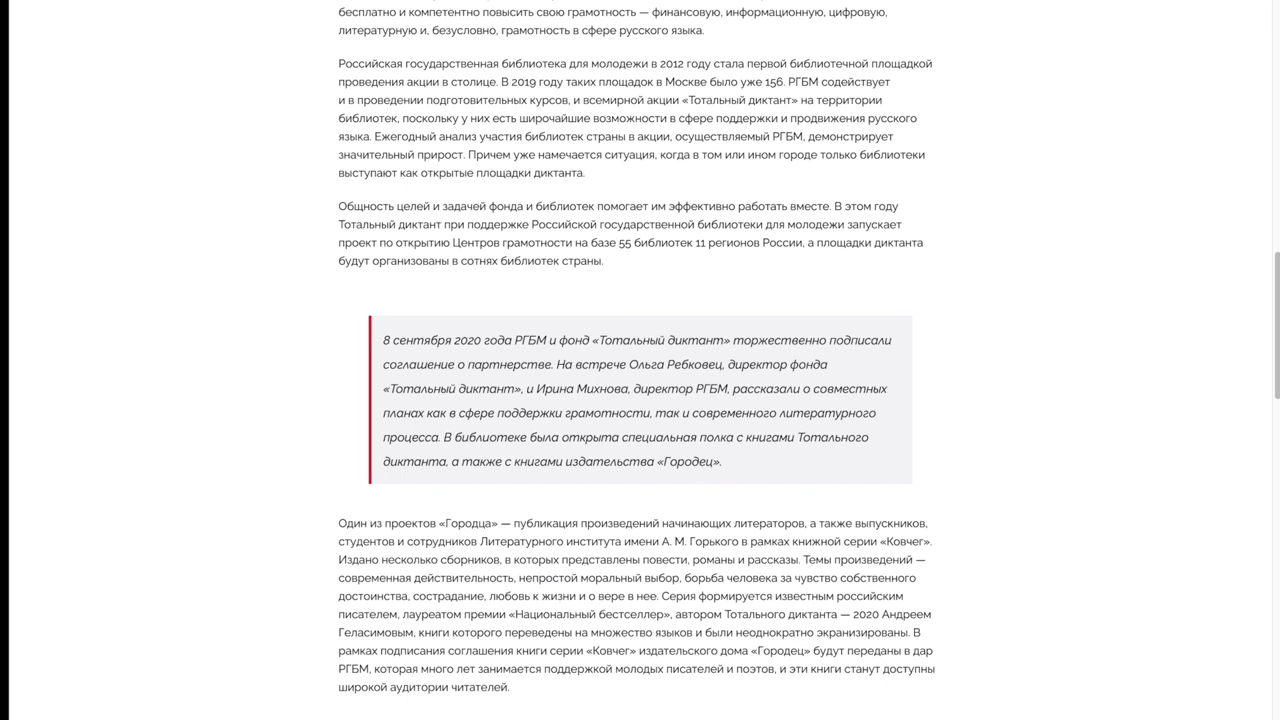 бесплатно и компетентно повысить свою грамотность — финансовую, информационную, цифровую,
литературную и, безусловно, грамотность в сфере русского языка.
Российская государственная библиотека для молодежи в 2012 году стала первой библиотечной площадкой
проведения акции в столице. В 2019 году таких площадок в Москве было уже 156. РГБМ содействует
и в проведении подготовительных курсов, и всемирной акции «Тотальный диктант» на территории
библиотек, поскольку у них есть широчайшие возможности в сфере поддержки и продвижения русского
языка. Ежегодный анализ участия библиотек страны в акции, осуществляемый РГБМ, демонстрирует
значительный прирост. Причем уже намечается ситуация, когда в том или ином городе только библиотеки
выступают как открытые площадки диктанта.
Общность целей и задачей фонда и библиотек помогает им эффективно работать вместе. В этом году
Тотальный диктант при поддержке Российской государственной библиотеки для молодежи запускает
проект по открытию Центров грамотности на базе 55 библиотек 11 регионов России, а площадки диктанта
будут организованы в сотнях библиотек страны.
8 сентября 2020 года РГБМ и фонд «Тотальный диктант» торжественно подписали
соглашение о партнерстве. На встрече Ольга Ребковец, директор фонда
«Тотальный диктант», и Ирина Михнова, директор РГБМ, рассказали о совместных
планах как в сфере поддержки грамотности, так и современного литературного
процесса. В библиотеке была открыта специальная полка с книгами Тотального
диктанта, а также с книгами издательства «Городец».
Один из проектов «Городца» — публикация произведений начинающих литераторов, а также выпускников,
студентов и сотрудников Литературного института имени А. М. Горького в рамках книжной серии «Ковчег».
Издано несколько сборников, в которых представлены повести, романы и рассказы. Темы произведений —
современная действительность, непростой моральный выбор, борьба человека за чувство собственного
достоинства, сострадание, любовь к жизни и о вере в нее. Серия формируется известным российским
писателем, лауреатом премии «Национальный бестселлер», автором Тотального диктанта — 2020 Андреем
Геласимовым, книги которого переведены на множество языков и были неоднократно экранизированы. В
рамках подписания соглашения книги серии «Ковчег» издательского дома «Городец» будут переданы в дар
РГБМ, которая много лет занимается поддержкой молодых писателей и поэтов, и эти книги станут доступны
широкой аудитории читателей.